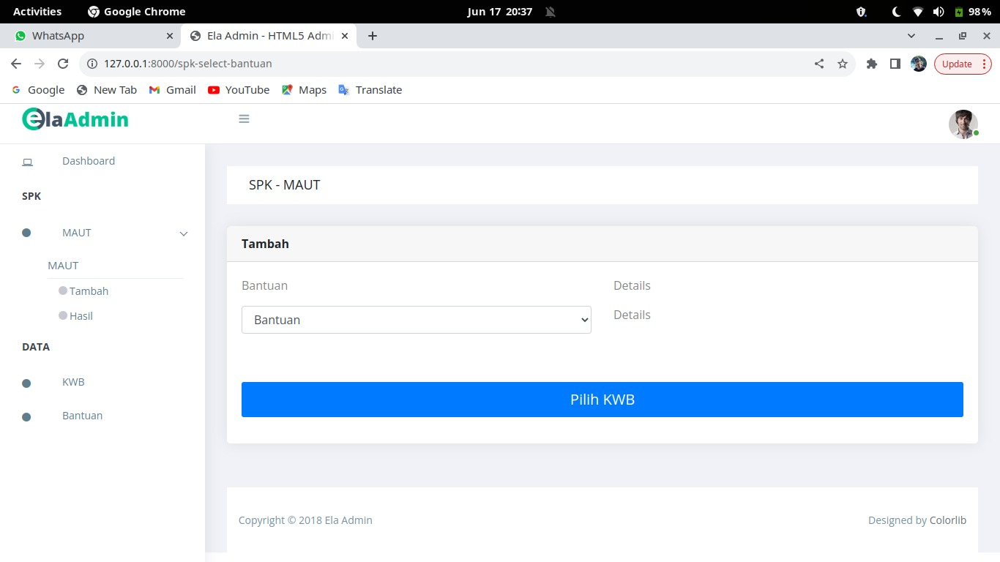 Activities Google Chrome Jun 17 20:37 98%
WhatsApp Ela Admin - HTML5 Admi
127.0.0.1:8000/spk-select-bantuan Update
Google New Tab Gmail YouTube Maps Translate
ElaAdmin
Dashboard
SPK
MAUT
MAUT
Tambah
Hasil
DATA
KWB
Bantuan
SPK - MAUT
Tambah
Bantuan Details
Bantuan Details
Pilih KWB
Copyright © 2018 Ela Admin Designed by Colorlib